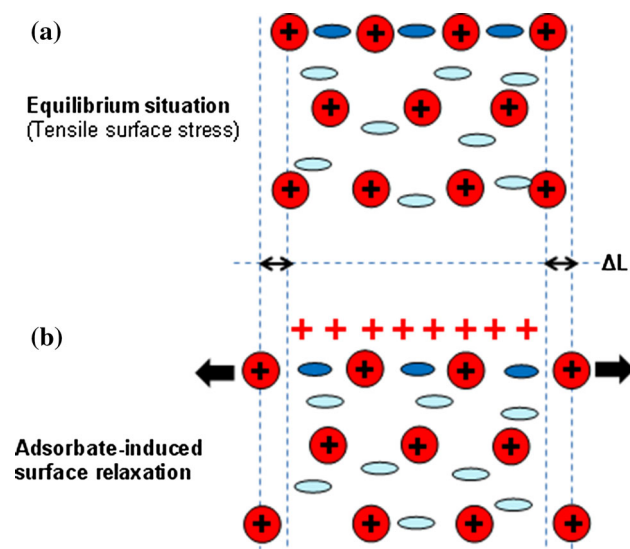 (a)
+ + + +
Equilibrium situation
(Tensile surface stress)
+ + +
+ + + +
ΔL
+ + + + + + + +
(b)
+ + + +
Adsorbate-induced
surface relaxation
+ + +
+ + + +